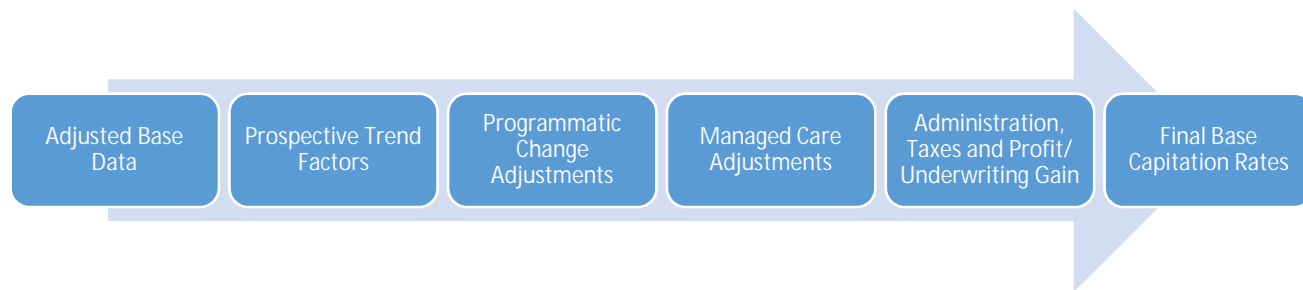 Adjusted Base
Data
Prospective Trend
Factors
Programmatic
Change
Adjustments
Managed Care
Adjustments
Administration,
Taxes and Profit/
Underwriting Gain
Final Base
Capitation Rates